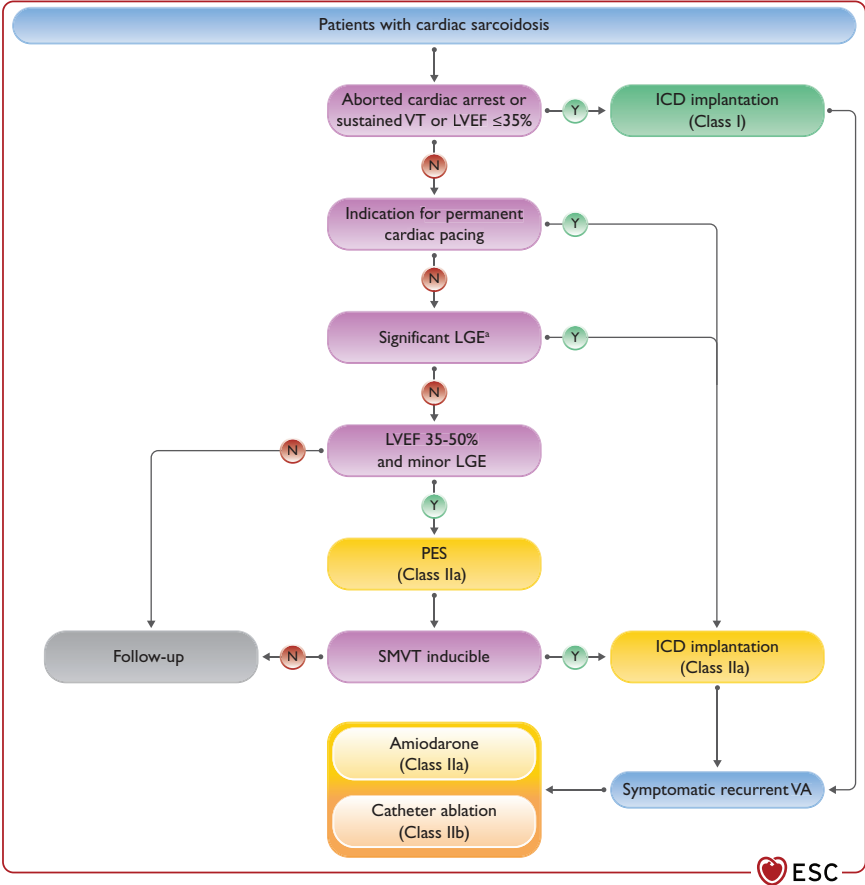 Patients with cardiac sarcoidosis
Aborted cardiac arrest or
sustained VT or LVEF ≤35%
Y
ICD implantation
(Class I)
N
Indication for permanent
cardiac pacing
Y
N
Significant LGEᵃ
Y
N
LVEF 35-50%
and minor LGE
N
Y
PES
(Class IIa)
Follow-up
N
SMVT inducible
Y
ICD implantation
(Class IIa)
Amiodarone
(Class IIa)
Catheter ablation
(Class IIb)
Symptomatic recurrent VA
ESC